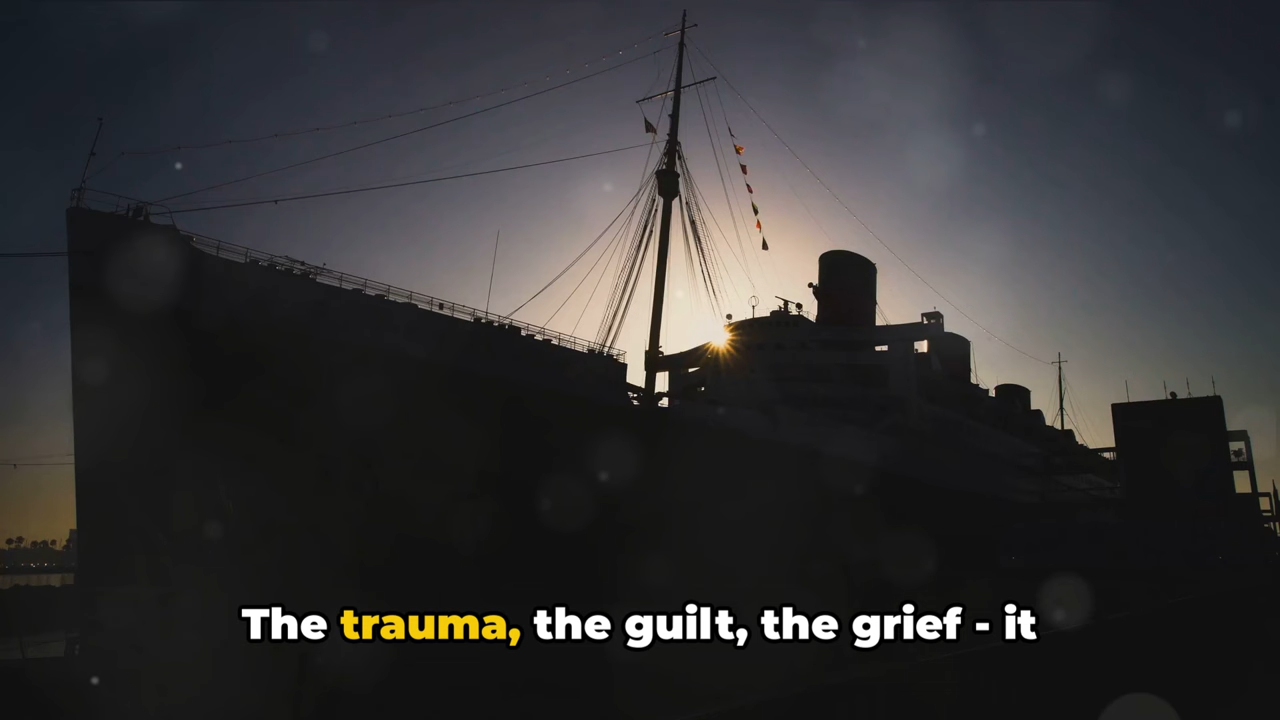 The trauma, the guilt, the grief - it